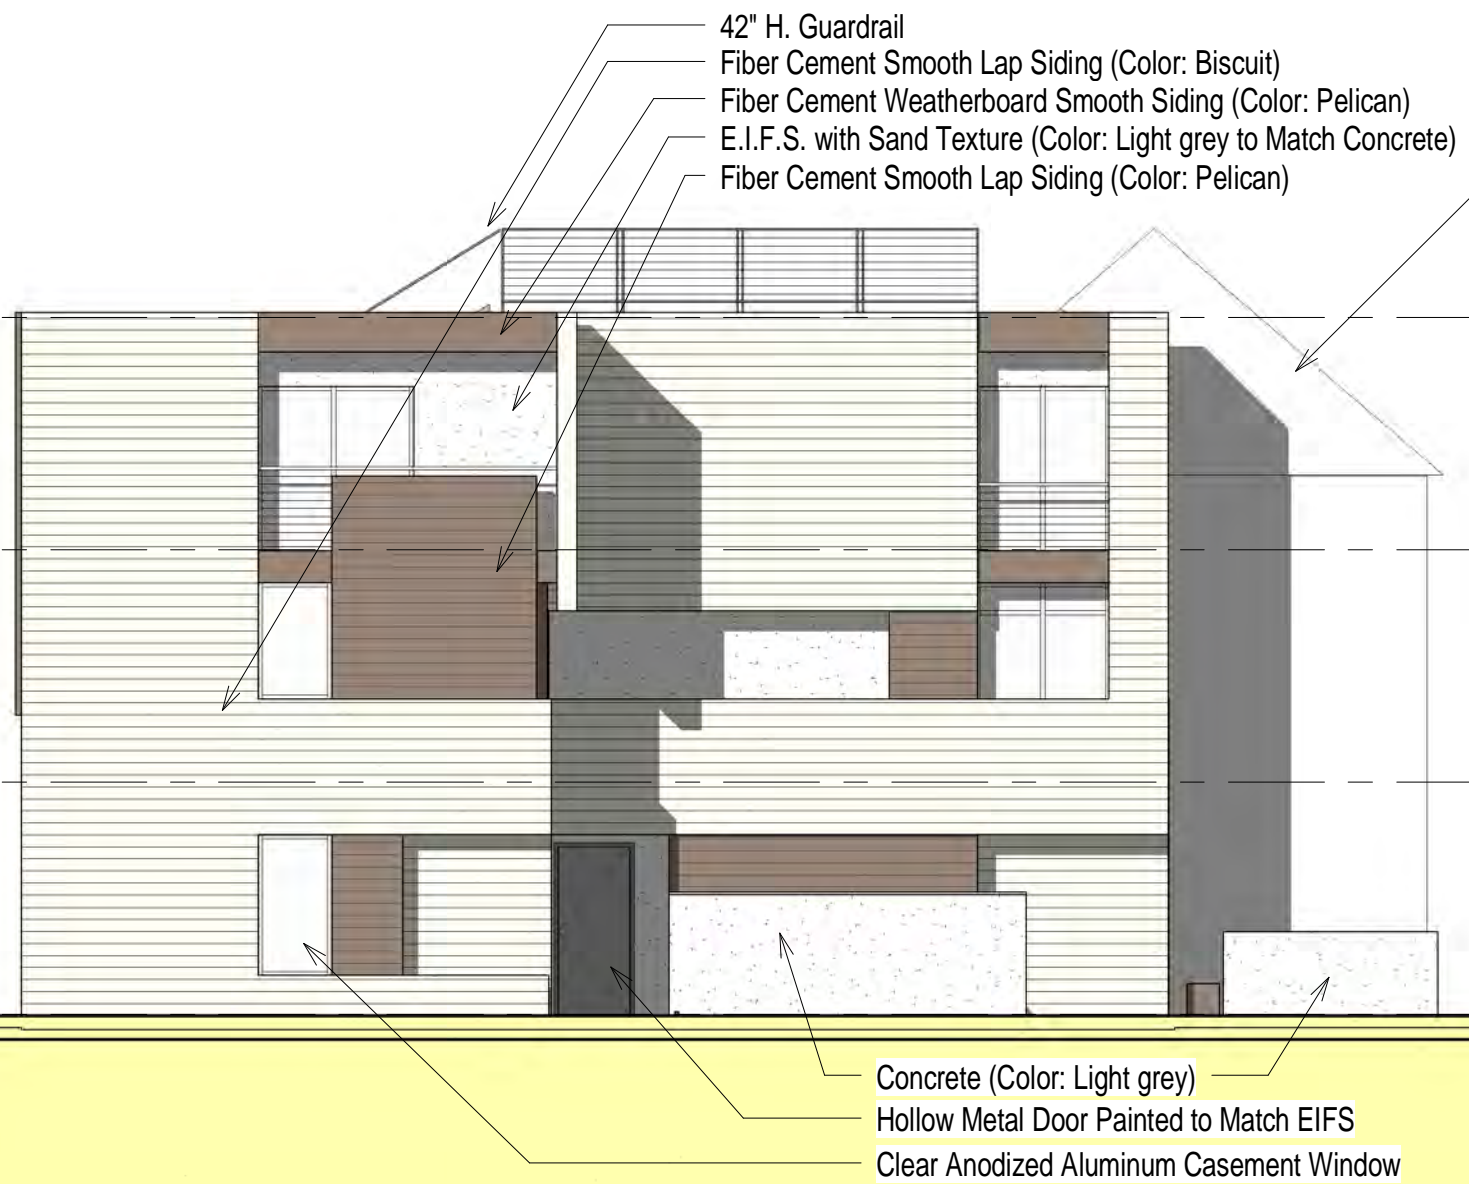 42" H. Guardrail
Fiber Cement Smooth Lap Siding (Color: Biscuit)
Fiber Cement Weatherboard Smooth Siding (Color: Pelican)
E.I.F.S. with Sand Texture (Color: Light grey to Match Concrete)
Fiber Cement Smooth Lap Siding (Color: Pelican)
Concrete (Color: Light grey)
Hollow Metal Door Painted to Match EIFS
Clear Anodized Aluminum Casement Window